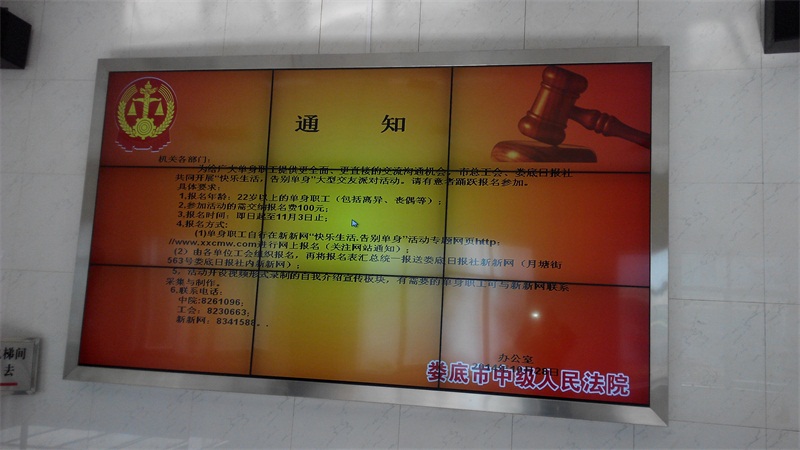 通 知
机关各部门：
为给广大单身职工提供更全面、更直接的交流沟通机会，市总工会、娄底日报社
共同开展“快乐生活，告别单身”大型交友派对活动。请有意者踊跃报名参加。
具体要求：
1,报名年龄：22岁以上的单身职工（包括离异、丧偶等）；
2,参加活动的需交纳报名费100元；
3,报名时间：即日起至11月3日止；
4,报名方式：
(1)单身职工自行在新新网“快乐生活.告别单身”活动专题网页http:
//www.xxcmw.com进行网上报名（关注网站通知）；
(2）由各单位工会组织报名，再将报名表汇总统一报送娄底日报社新新网（月塘街
563号娄底日报社内新新网）；
5，活动开设视频形式录制的自我介绍宣传板块，有需要的单身职工可与新新网联系
采集与制作。
6,联系电话：
中院:8261096；
工会：8230663；
新新网：8341588。.
办公室
10月28日
娄底市中级人民法院
梯间
去